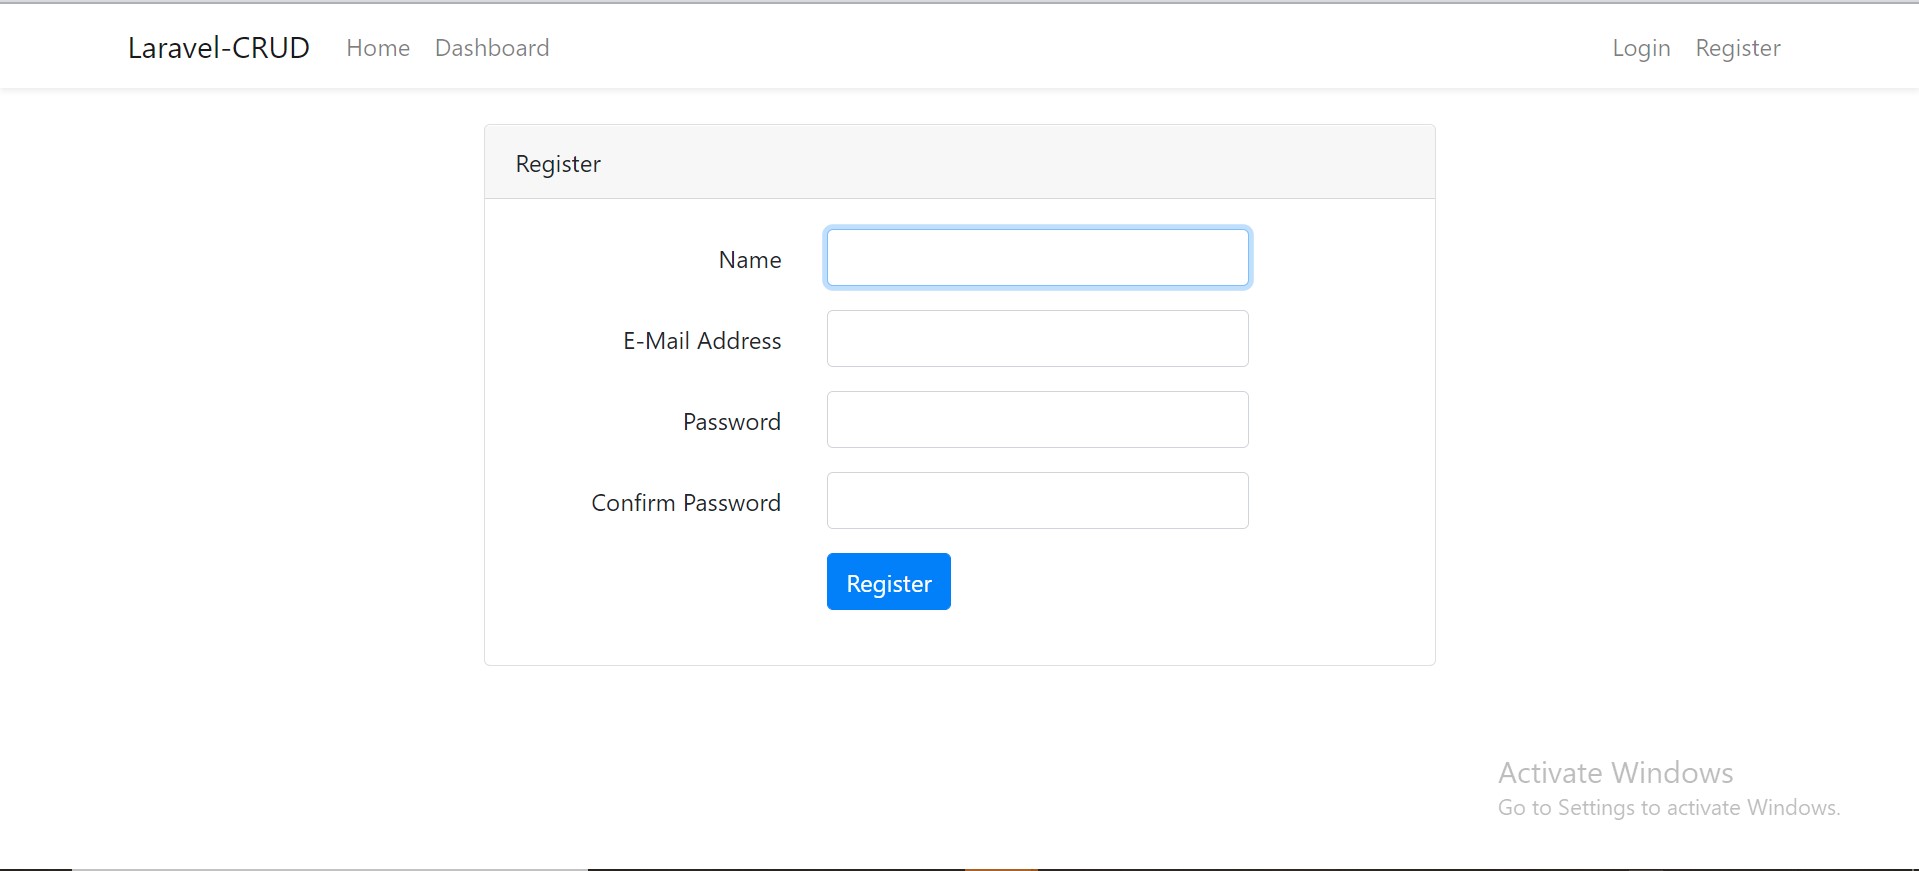 Laravel-CRUD Home Dashboard Login Register
Register
Name
E-Mail Address
Password
Confirm Password
Register
Activate Windows
Go to Settings to activate Windows.